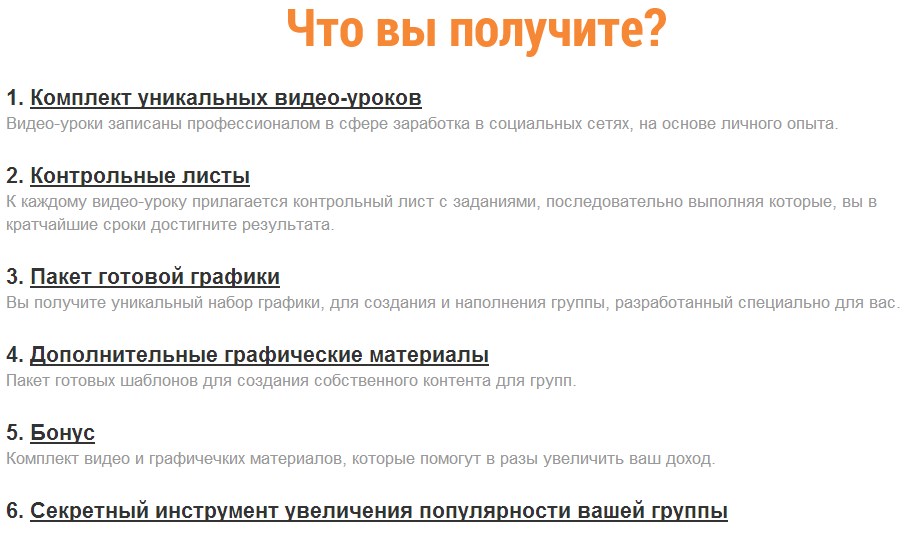 Что вы получите?
1. Комплект уникальных видео-уроков
Видео-уроки записаны профессионалом в сфере заработка в социальных сетях, на основе личного опыта.
2. Контрольные листы
К каждому видео-уроку прилагается контрольный лист с заданиями, последовательно выполняя которые, вы в
кратчайшие сроки достигните результата.
3. Пакет готовой графики
Вы получите уникальный набор графики, для создания и наполнения группы, разработанный специально для вас.
4. Дополнительные графические материалы
Пакет готовых шаблонов для создания собственного контента для групп.
5. Бонус
Комплект видео и графичечких материалов, которые помогут в разы увеличить ваш доход.
6. Секретный инструмент увеличения популярности вашей группы